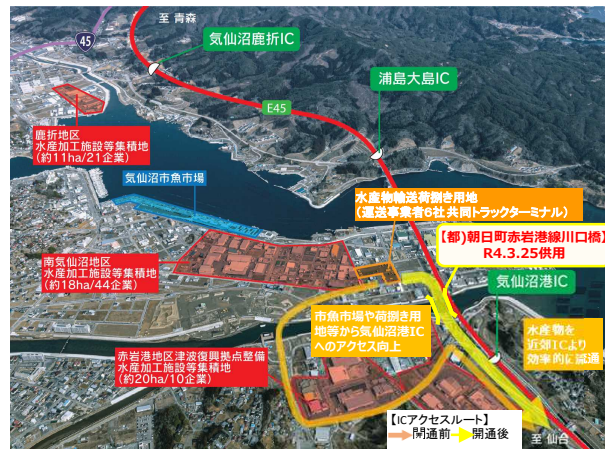 至 青森
45
気仙沼鹿折IC
浦島大島IC
E45
鹿折地区
水産加工施設等集積地
(約11ha/21企業)
気仙沼市魚市場
水産物輸送荷捌き用地
(運送事業者6社 共同トラックターミナル)
【都)朝日町赤岩港線川口橋】
R4.3.25供用
南気仙沼地区
水産加工施設等集積地
(約18ha/44企業)
気仙沼港IC
市魚市場や荷捌き用
地等から気仙沼港IC
へのアクセス向上
水産物を
近郊ICより
効率的に流通
赤岩港地区津波復興拠点整備
水産加工施設等集積地
(約20ha/10企業)
【ICアクセスルート】
開通前 開通後
至 仙台